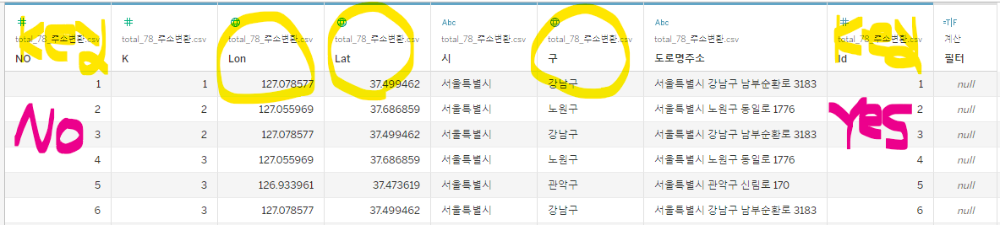 # # Abc Abc # =T|F
total_78_주소변환.csv total_78_주소변환.csv total_78_주소변환.csv total_78_주소변환.csv total_78_주소변환.csv total_78_주소변환.csv total_78_주소변환.csv total_78_주소변환.csv 계산
NO K Lon Lat 시 구 도로명주소 Id 필터
KEY Key
1 1 127.078577 37.499462 서울특별시 강남구 서울특별시 강남구 남부순환로 3183 1 null
2 2 127.055969 37.686859 서울특별시 노원구 서울특별시 노원구 동일로 1776 2 null
3 2 127.078577 37.499462 서울특별시 강남구 서울특별시 강남구 남부순환로 3183 3 null
4 3 127.055969 37.686859 서울특별시 노원구 서울특별시 노원구 동일로 1776 4 null
5 3 126.933961 37.473619 서울특별시 관악구 서울특별시 관악구 신림로 170 5 null
6 3 127.078577 37.499462 서울특별시 강남구 서울특별시 강남구 남부순환로 3183 6 null
No Yes